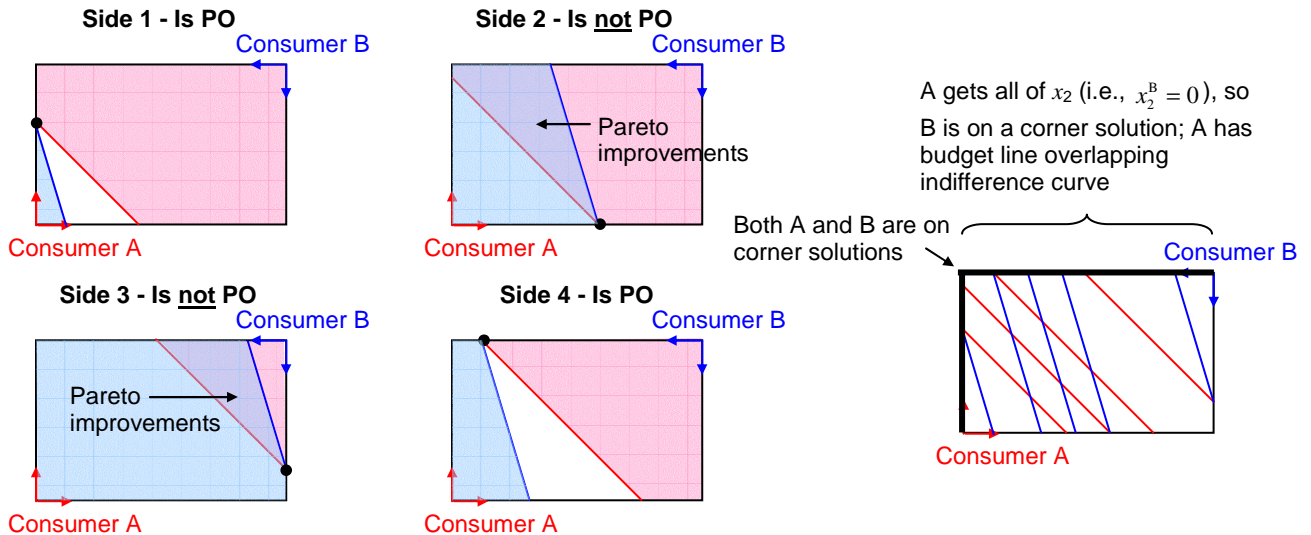 Side 1 - Is PO
Consumer B
Consumer A
Side 2 - Is not PO
Consumer B
Pareto
improvements
Consumer A
A gets all of x₂ (i.e., x₂ᴮ = 0), so
B is on a corner solution; A has
budget line overlapping
indifference curve
Both A and B are on
corner solutions
Consumer B
Consumer A
Side 3 - Is not PO
Consumer B
Pareto
improvements
Consumer A
Side 4 - Is PO
Consumer B
Consumer A